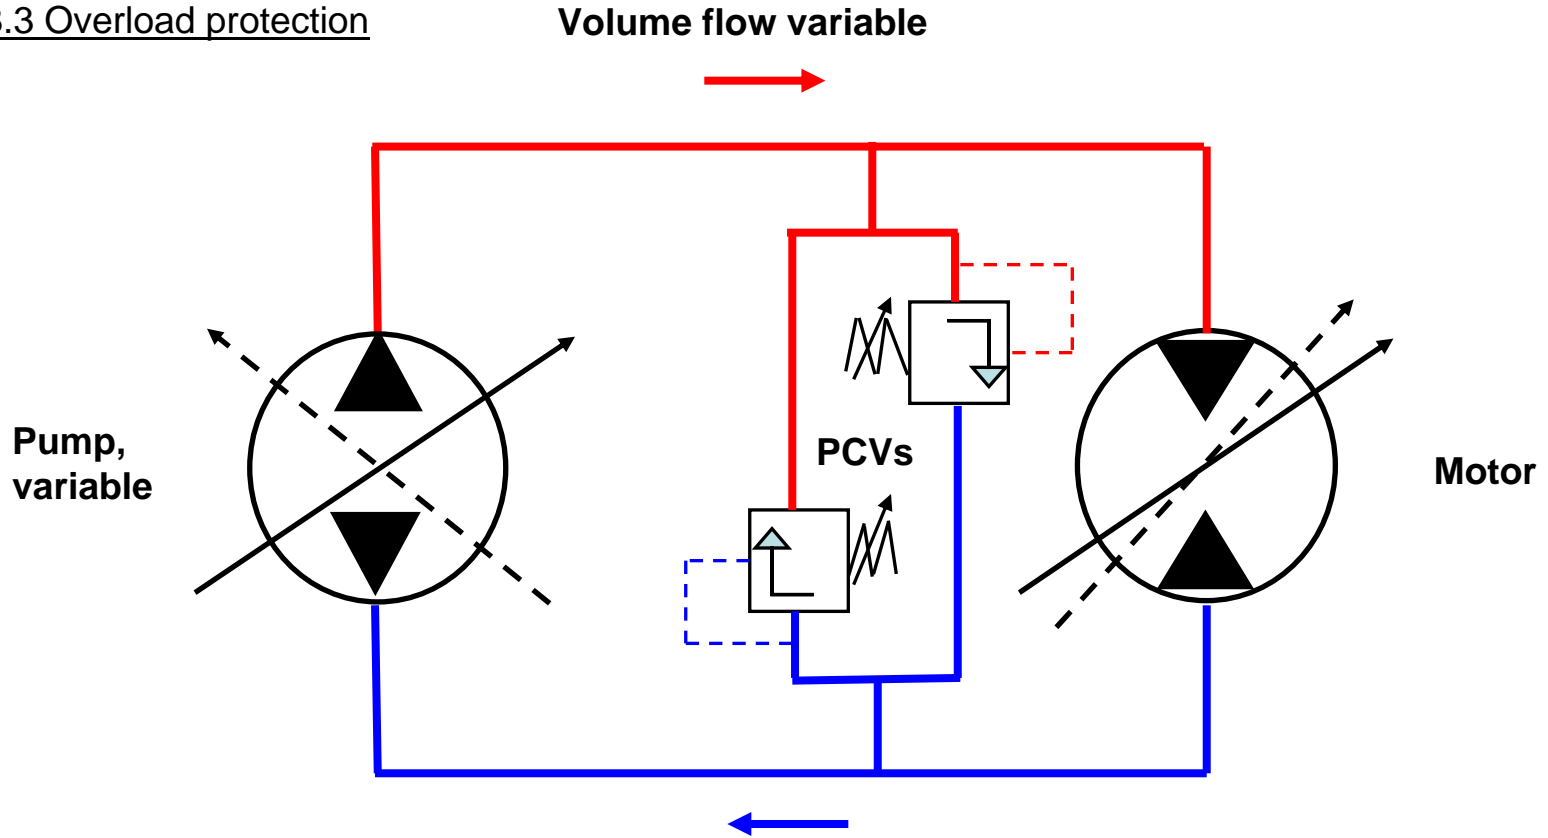 .3 Overload protection
Volume flow variable
Pump,
variable
PCVs
Motor